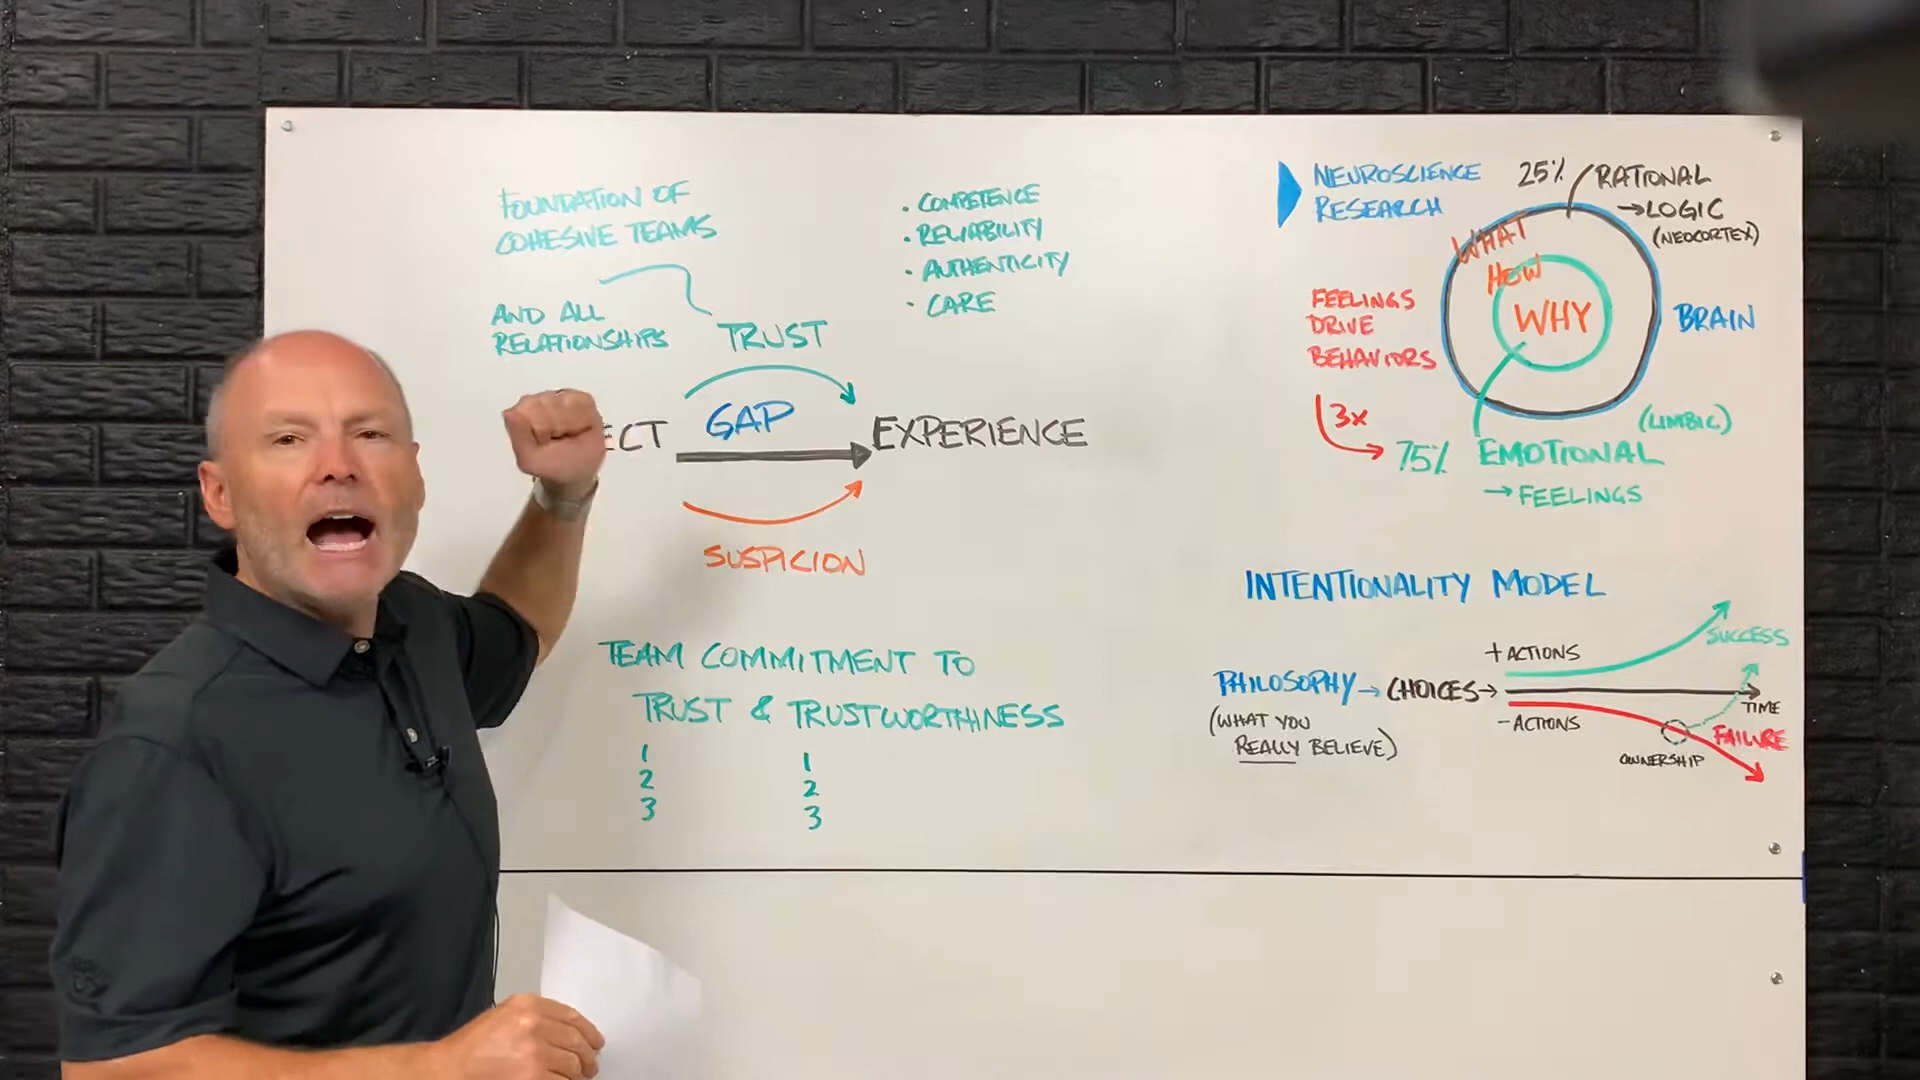 FOUNDATION OF
COHESIVE TEAMS
AND ALL
RELATIONSHIPS
• COMPETENCE
• RELIABILITY
• AUTHENTICITY
• CARE
TRUST
GAP
ECT
EXPERIENCE
SUSPICION
TEAM COMMITMENT TO
TRUST & TRUSTWORTHINESS
1
2
3
1
2
3
NEUROSCIENCE
RESEARCH
25%
RATIONAL
→LOGIC
(NEOCORTEX)
WHAT
HOW
WHY
BRAIN
FEELINGS
DRIVE
BEHAVIORS
3x
(LIMBIC)
75% EMOTIONAL
→ FEELINGS
INTENTIONALITY MODEL
PHILOSOPHY → CHOICES →
(WHAT YOU
REALLY BELIEVE)
+ ACTIONS
- ACTIONS
SUCCESS
TIME
FAILURE
OWNERSHIP